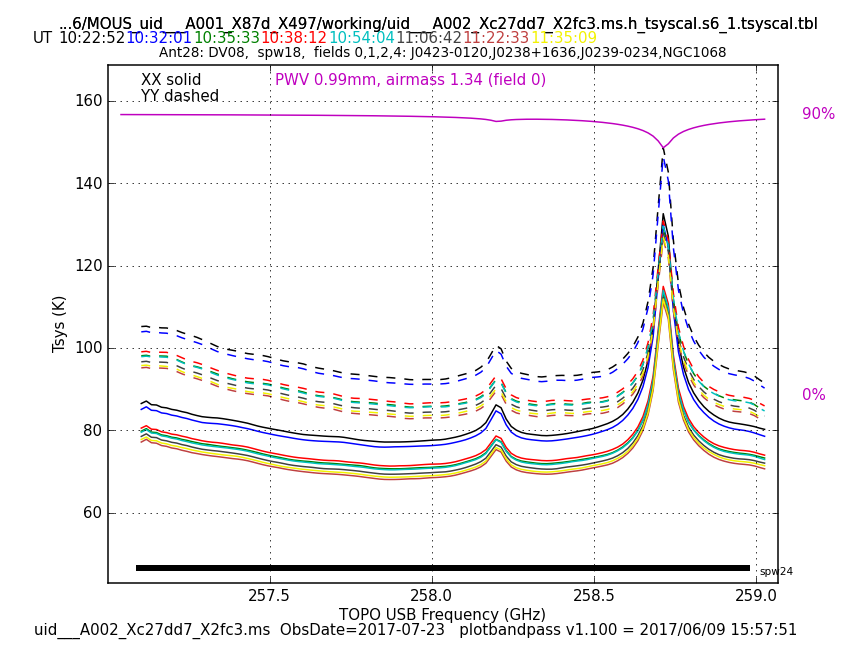 ...6/MOUS_uid___A001_X87d_X497/working/uid___A002_Xc27dd7_X2fc3.ms.h_tsyscal.s6_1.tsyscal.tbl
UT 10:22:52 10:32:01 10:35:33 10:38:12 10:54:04 11:06:42 11:22:33 11:35:09
Ant28: DV08, spw18, fields 0,1,2,4: J0423-0120,J0238+1636,J0239-0234,NGC1068
XX solid
PWV 0.99mm, airmass 1.34 (field 0)
YY dashed
160
90%
140
120
Tsys (K)
100
0%
80
60
spw24
257.5 258.0 258.5 259.0
TOPO USB Frequency (GHz)
uid___A002_Xc27dd7_X2fc3.ms ObsDate=2017-07-23 plotbandpass v1.100 = 2017/06/09 15:57:51